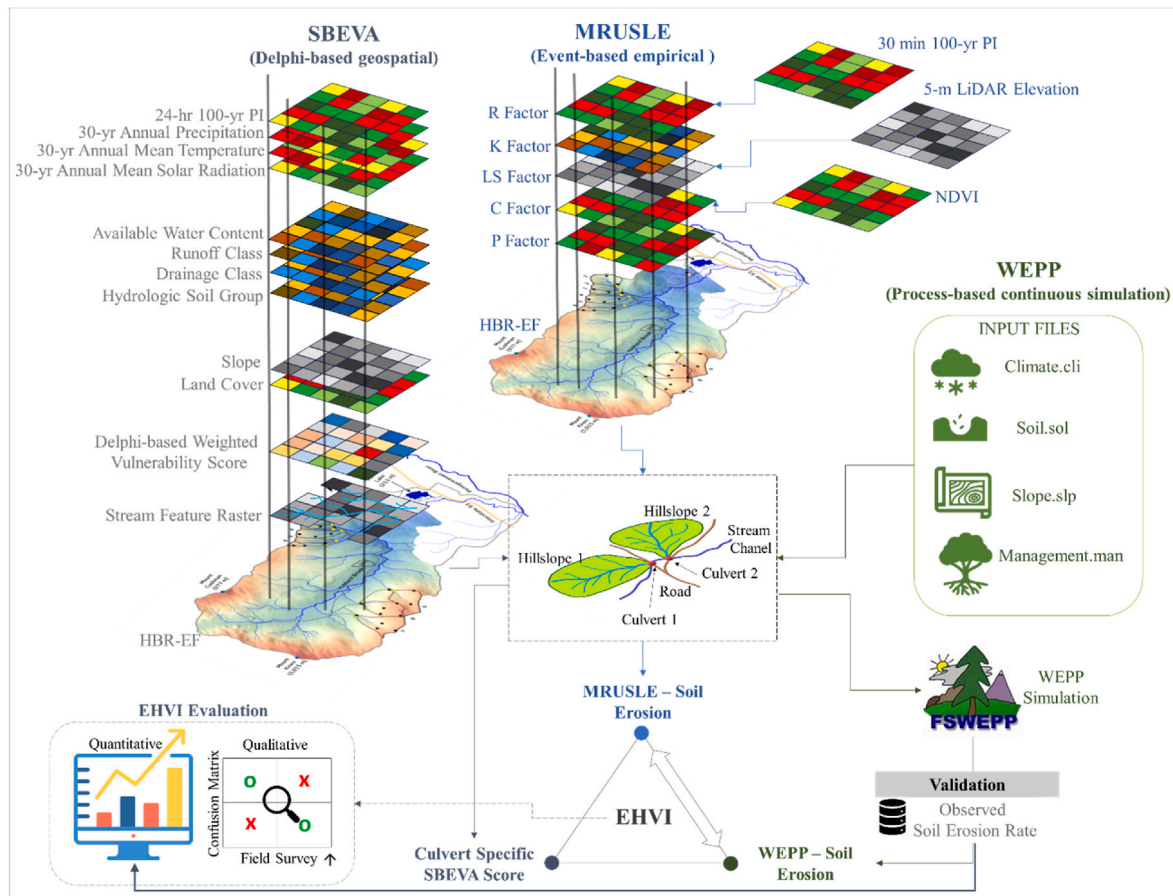 SBEVA
(Delphi-based geospatial)
24-hr 100-yr PI
30-yr Annual Precipitation
30-yr Annual Mean Temperature
30-yr Annual Mean Solar Radiation
Available Water Content
Runoff Class
Drainage Class
Hydrologic Soil Group
Slope
Land Cover
Delphi-based Weighted
Vulnerability Score
Stream Feature Raster
HBR-EF
MRUSLE
(Event-based empirical )
R Factor
K Factor
LS Factor
C Factor
P Factor
HBR-EF
30 min 100-yr PI
5-m LiDAR Elevation
NDVI
WEPP
(Process-based continuous simulation)
INPUT FILES
Climate.cli
Soil.sol
Slope.slp
Management.man
Hillslope 2
Hillslope 1
Stream
Chanel
Culvert 2
Road
Culvert 1
WEPP
Simulation
FSWEPP
Validation
Observed
Soil Erosion Rate
MRUSLE – Soil
Erosion
EHVI
Culvert Specific
SBEVA Score
WEPP – Soil
Erosion
EHVI Evaluation
Quantitative
Qualitative
Confusion Matrix
O X
X O
Field Survey ↑